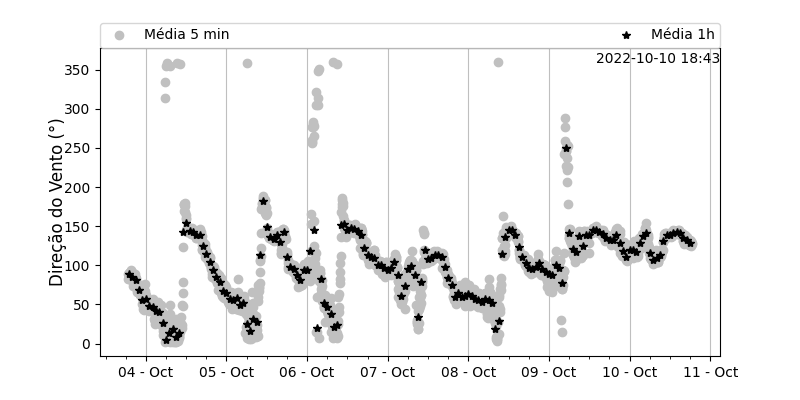 Média 5 min
Média 1h
2022-10-10 18:43
Direção do Vento (°)
350
300
250
200
150
100
50
0
04 - Oct
05 - Oct
06 - Oct
07 - Oct
08 - Oct
09 - Oct
10 - Oct
11 - Oct